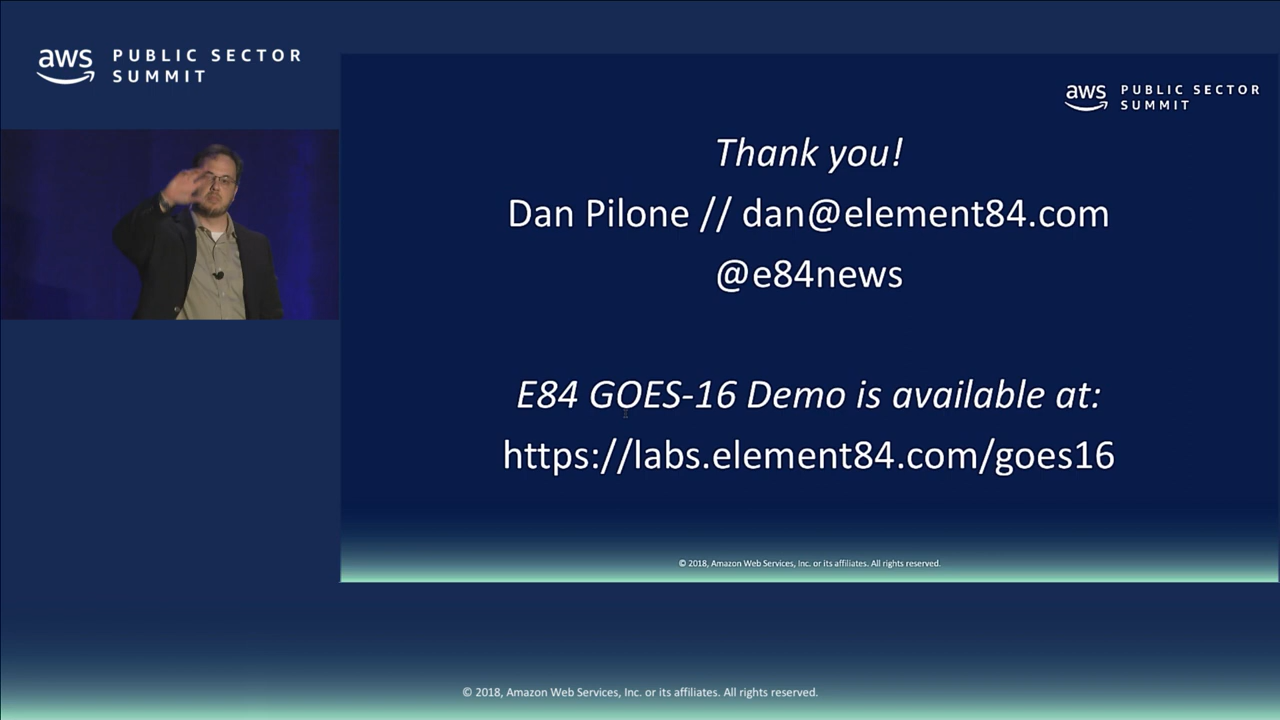 aws PUBLIC SECTOR
SUMMIT
aws PUBLIC SECTOR
SUMMIT
Thank you!
Dan Pilone // dan@element84.com
@e84news
E84 GOES-16 Demo is available at:
https://labs.element84.com/goes16
© 2018, Amazon Web Services, Inc. or its affiliates. All rights reserved.
© 2018, Amazon Web Services, Inc. or its affiliates. All rights reserved.